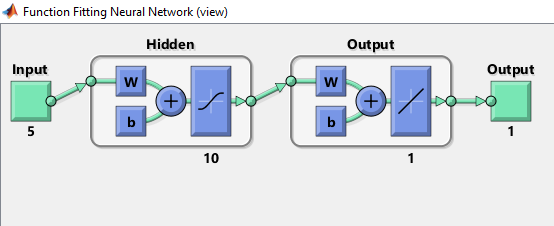 Function Fitting Neural Network (view)
Hidden
Output
Input
Output
W
W
+
+
b
b
5
10
1
1